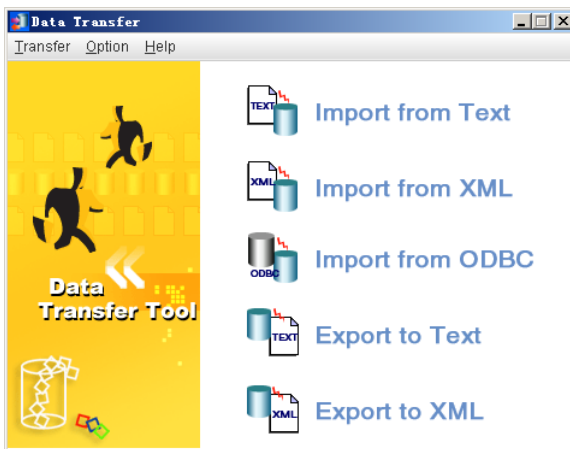 Data Transfer
Transfer Option Help
TEXT
Import from Text
XML
Import from XML
ODBC
Import from ODBC
Data
Transfer Tool
TEXT
Export to Text
XML
Export to XML